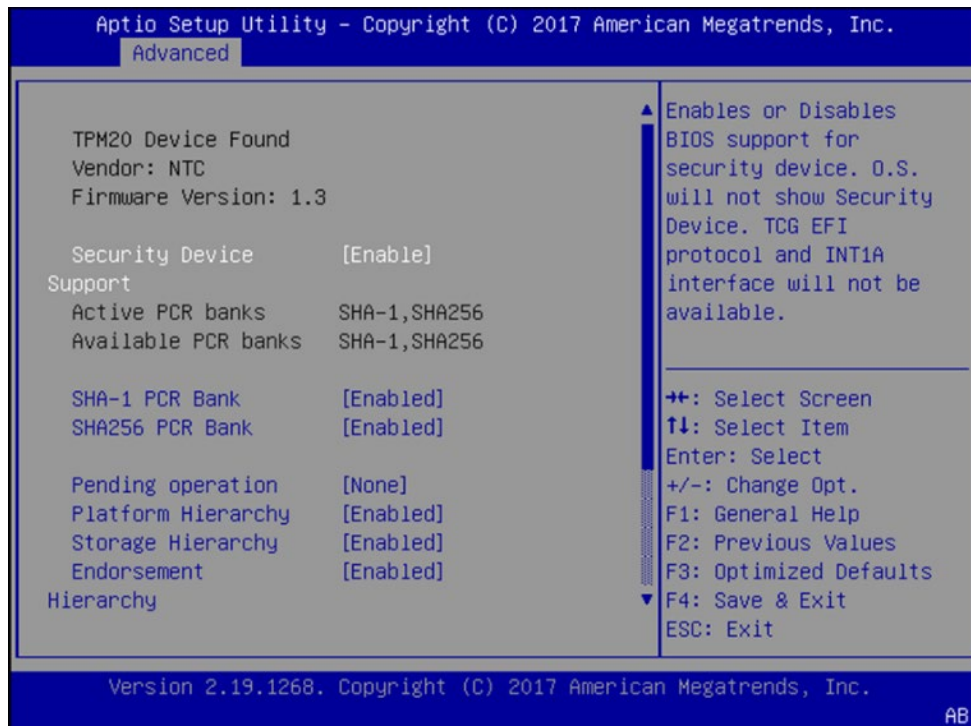 Aptio Setup Utility – Copyright (C) 2017 American Megatrends, Inc.
Advanced
TPM20 Device Found
Vendor: NTC
Firmware Version: 1.3
Security Device [Enable]
Support
Active PCR banks SHA-1,SHA256
Available PCR banks SHA-1,SHA256
SHA-1 PCR Bank [Enabled]
SHA256 PCR Bank [Enabled]
Pending operation [None]
Platform Hierarchy [Enabled]
Storage Hierarchy [Enabled]
Endorsement [Enabled]
Hierarchy
Enables or Disables
BIOS support for
security device. O.S.
will not show Security
Device. TCG EFI
protocol and INT1A
interface will not be
available.
→←: Select Screen
↑↓: Select Item
Enter: Select
+/-: Change Opt.
F1: General Help
F2: Previous Values
F3: Optimized Defaults
F4: Save & Exit
ESC: Exit
Version 2.19.1268. Copyright (C) 2017 American Megatrends, Inc.
AB